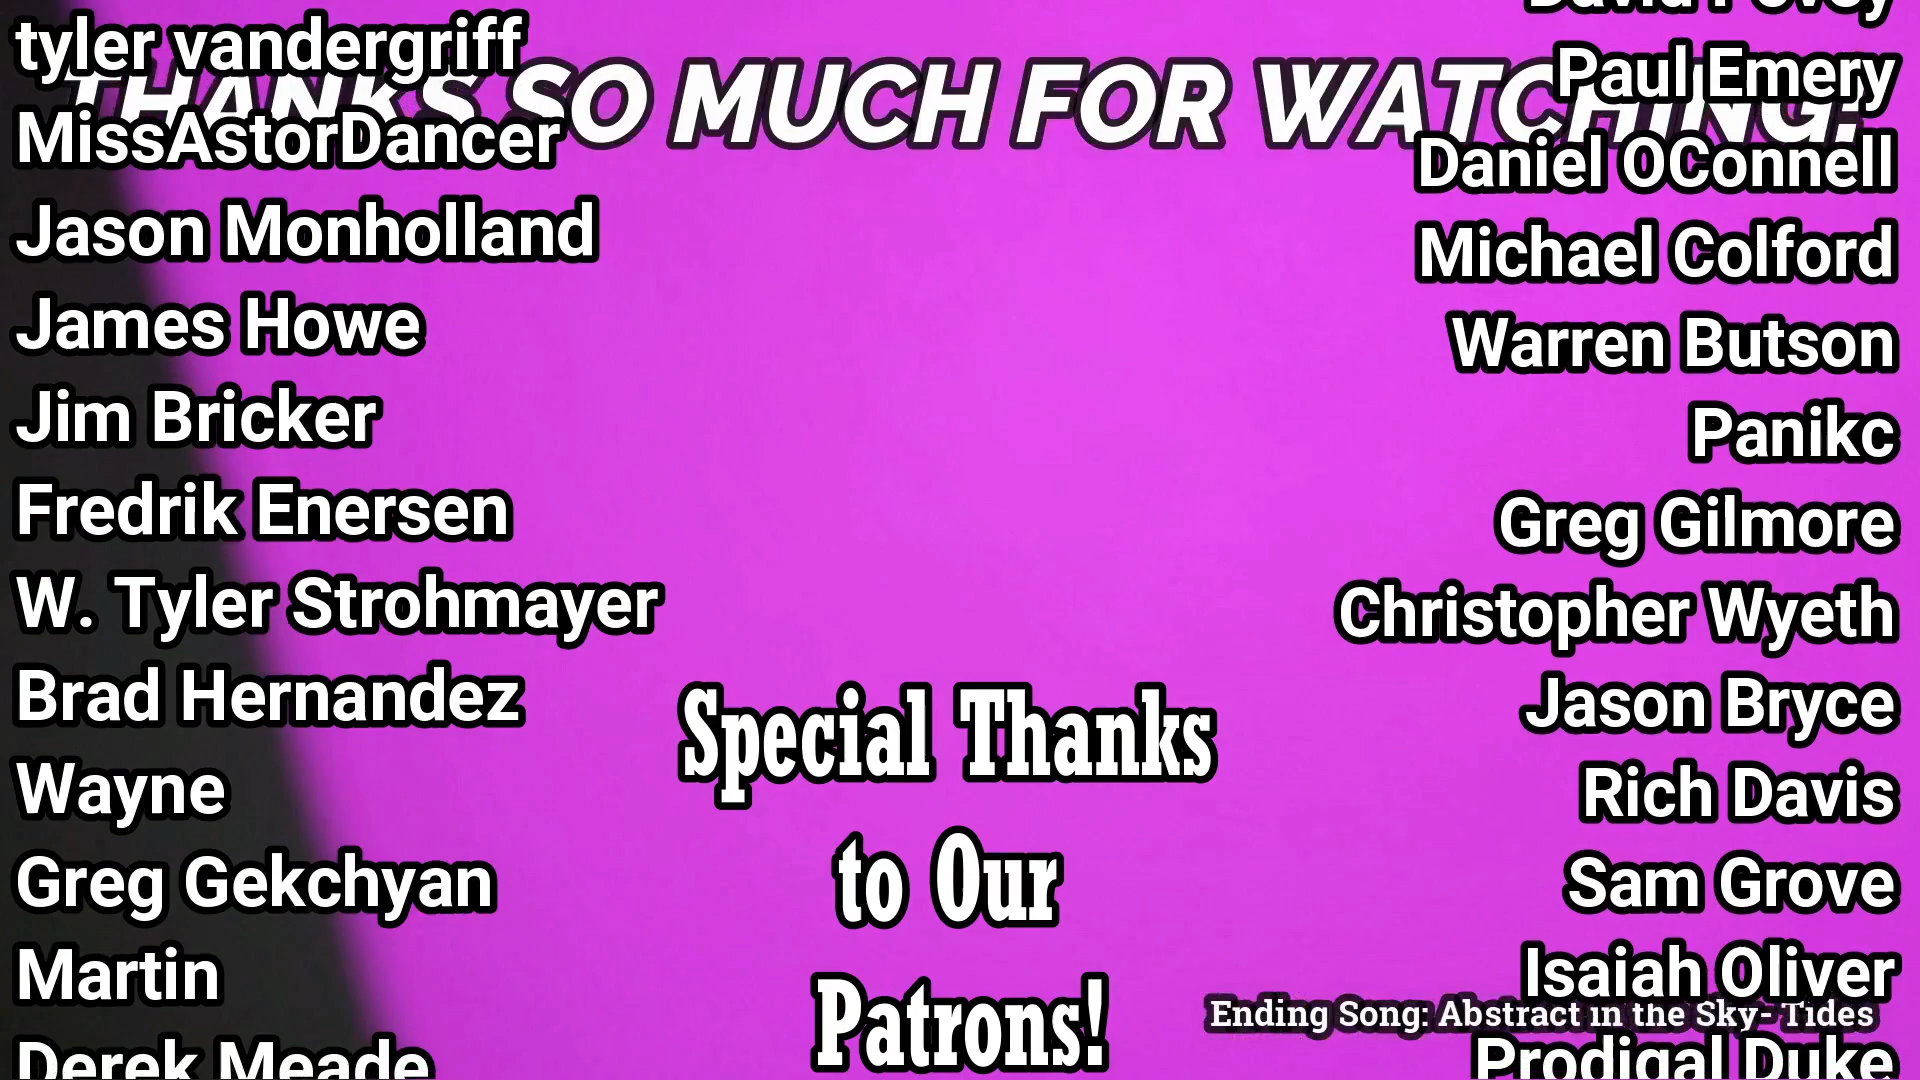 THANKS SO MUCH FOR WATCHING!
tyler vandergriff
MissAstorDancer
Jason Monholland
James Howe
Jim Bricker
Fredrik Enersen
W. Tyler Strohmayer
Brad Hernandez
Wayne
Greg Gekchyan
Martin
Derek Meade
Special Thanks
to Our
Patrons!
David Povey
Paul Emery
Daniel OConnell
Michael Colford
Warren Butson
Panikc
Greg Gilmore
Christopher Wyeth
Jason Bryce
Rich Davis
Sam Grove
Isaiah Oliver
Ending Song: Abstract in the Sky- Tides
Prodigal Duke